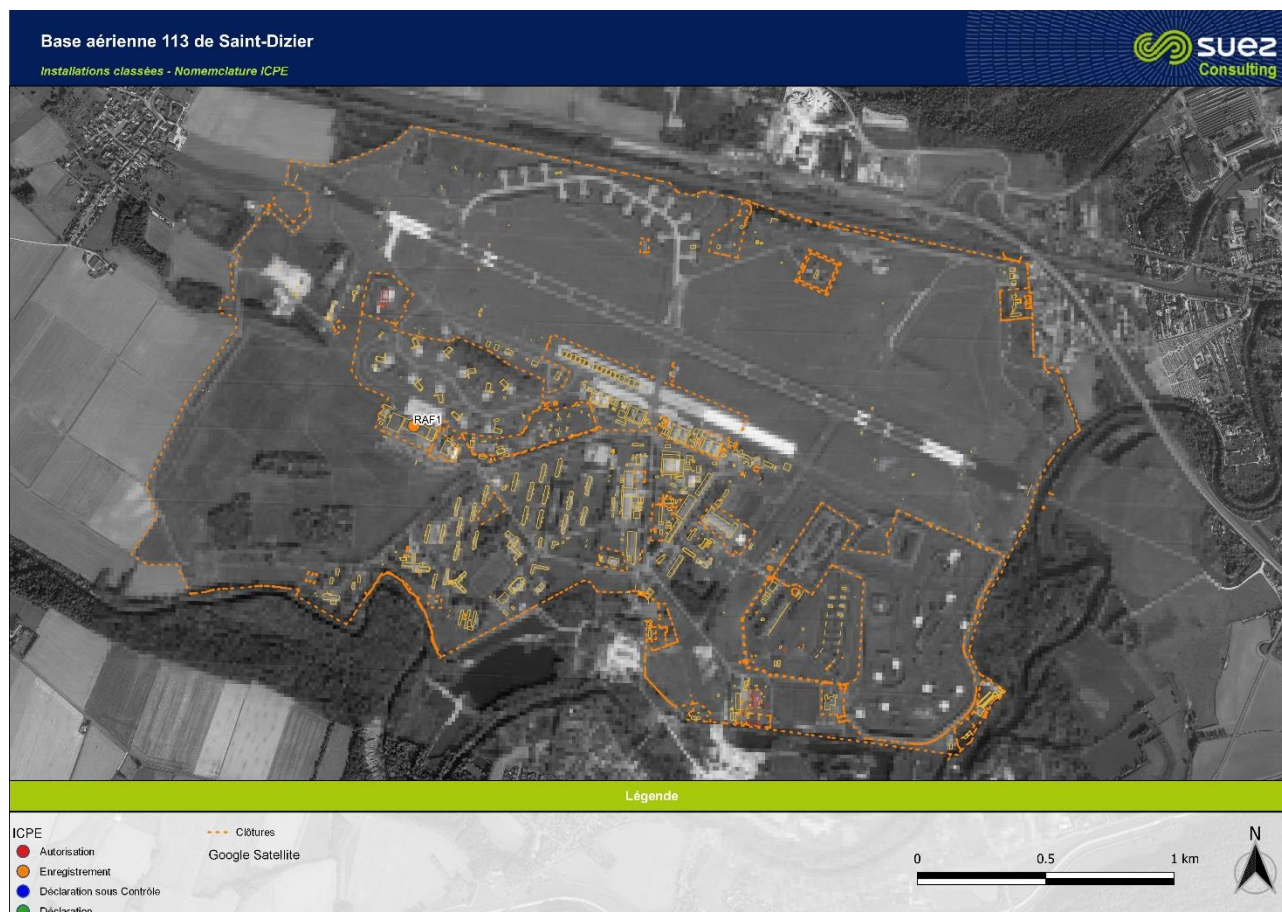 Base aérienne 113 de Saint-Dizier
Installations classées - Nomemclature ICPE
suez
Consulting
RAF1
Légende
ICPE
Autorisation
Enregistrement
Déclaration sous Contrôle
Déclaration
Clôtures
Google Satellite
0 0.5 1 km
N